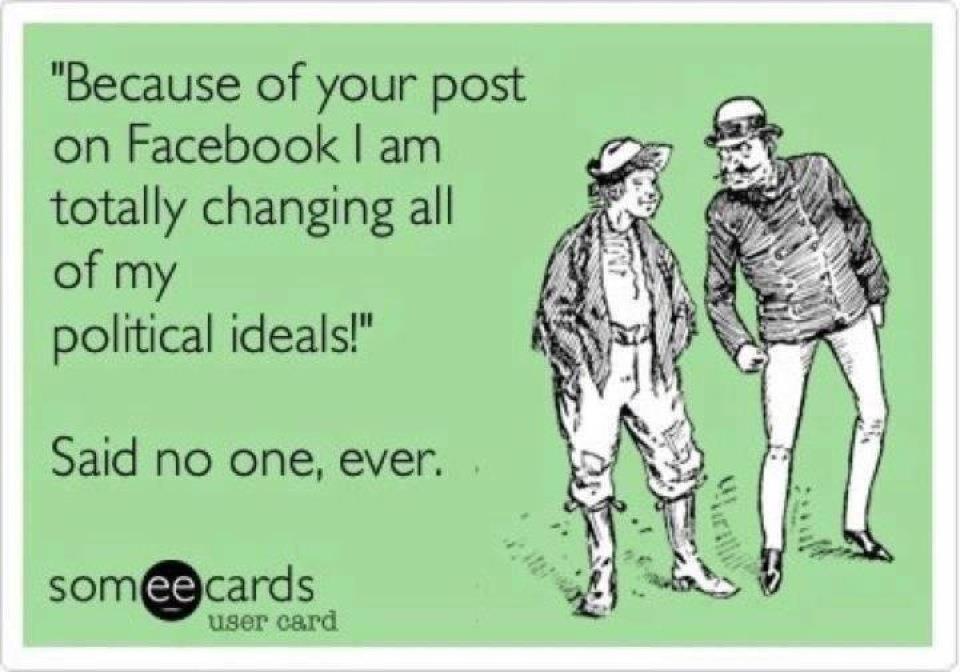 "Because of your post
on Facebook I am
totally changing all
of my
political ideals!"
Said no one, ever.
someecards
user card